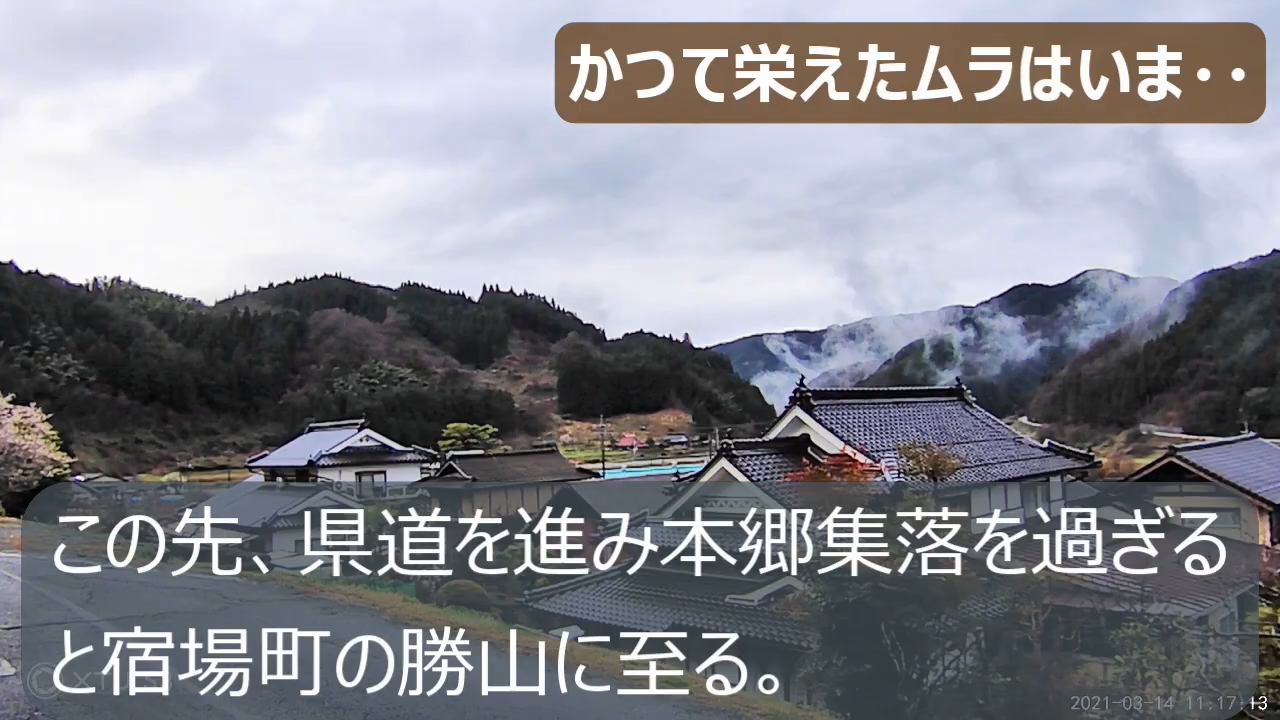 かつて栄えたムラはいま・・
この先、県道を進み本郷集落を過ぎる
と宿場町の勝山に至る。
2021-03-14 11:17:13